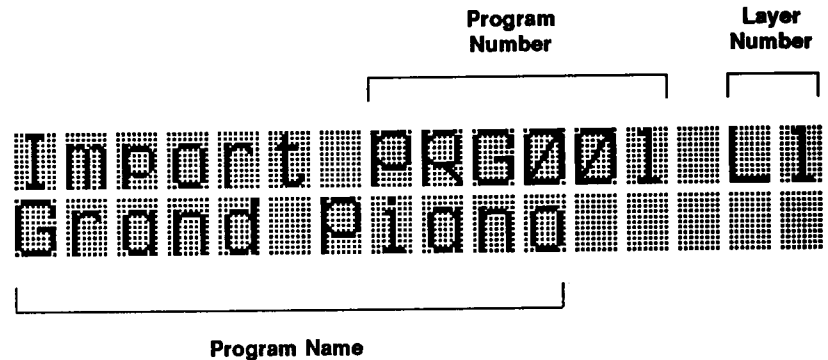 Program
Number
Layer
Number
Import PRG001 L1
Grand Piano
Program Name